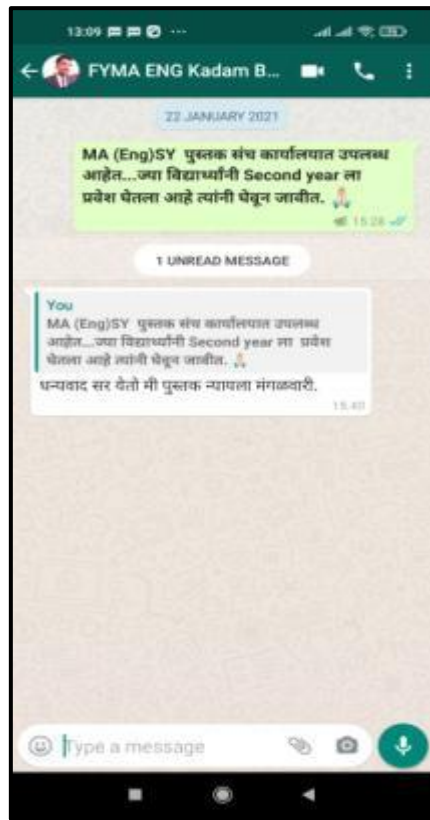 13:09
FYMA ENG Kadam B...
22 JANUARY 2021
MA (Eng)SY पुस्तक संच कार्यालयात उपलब्ध
आहेत...ज्या विद्यार्थ्यांनी Second year ला
प्रवेश घेतला आहे त्यांनी घेवून जावीत.
15:28
1 UNREAD MESSAGE
You
MA (Eng)SY पुस्तक संच कार्यालयात उपलब्ध
आहेत...ज्या विद्यार्थ्यांनी Second year ला प्रवेश
घेतला आहे त्यांनी घेवून जावीत.
धन्यवाद सर येतो मी पुस्तक न्यायला मंगळवारी.
15:40
Type a message